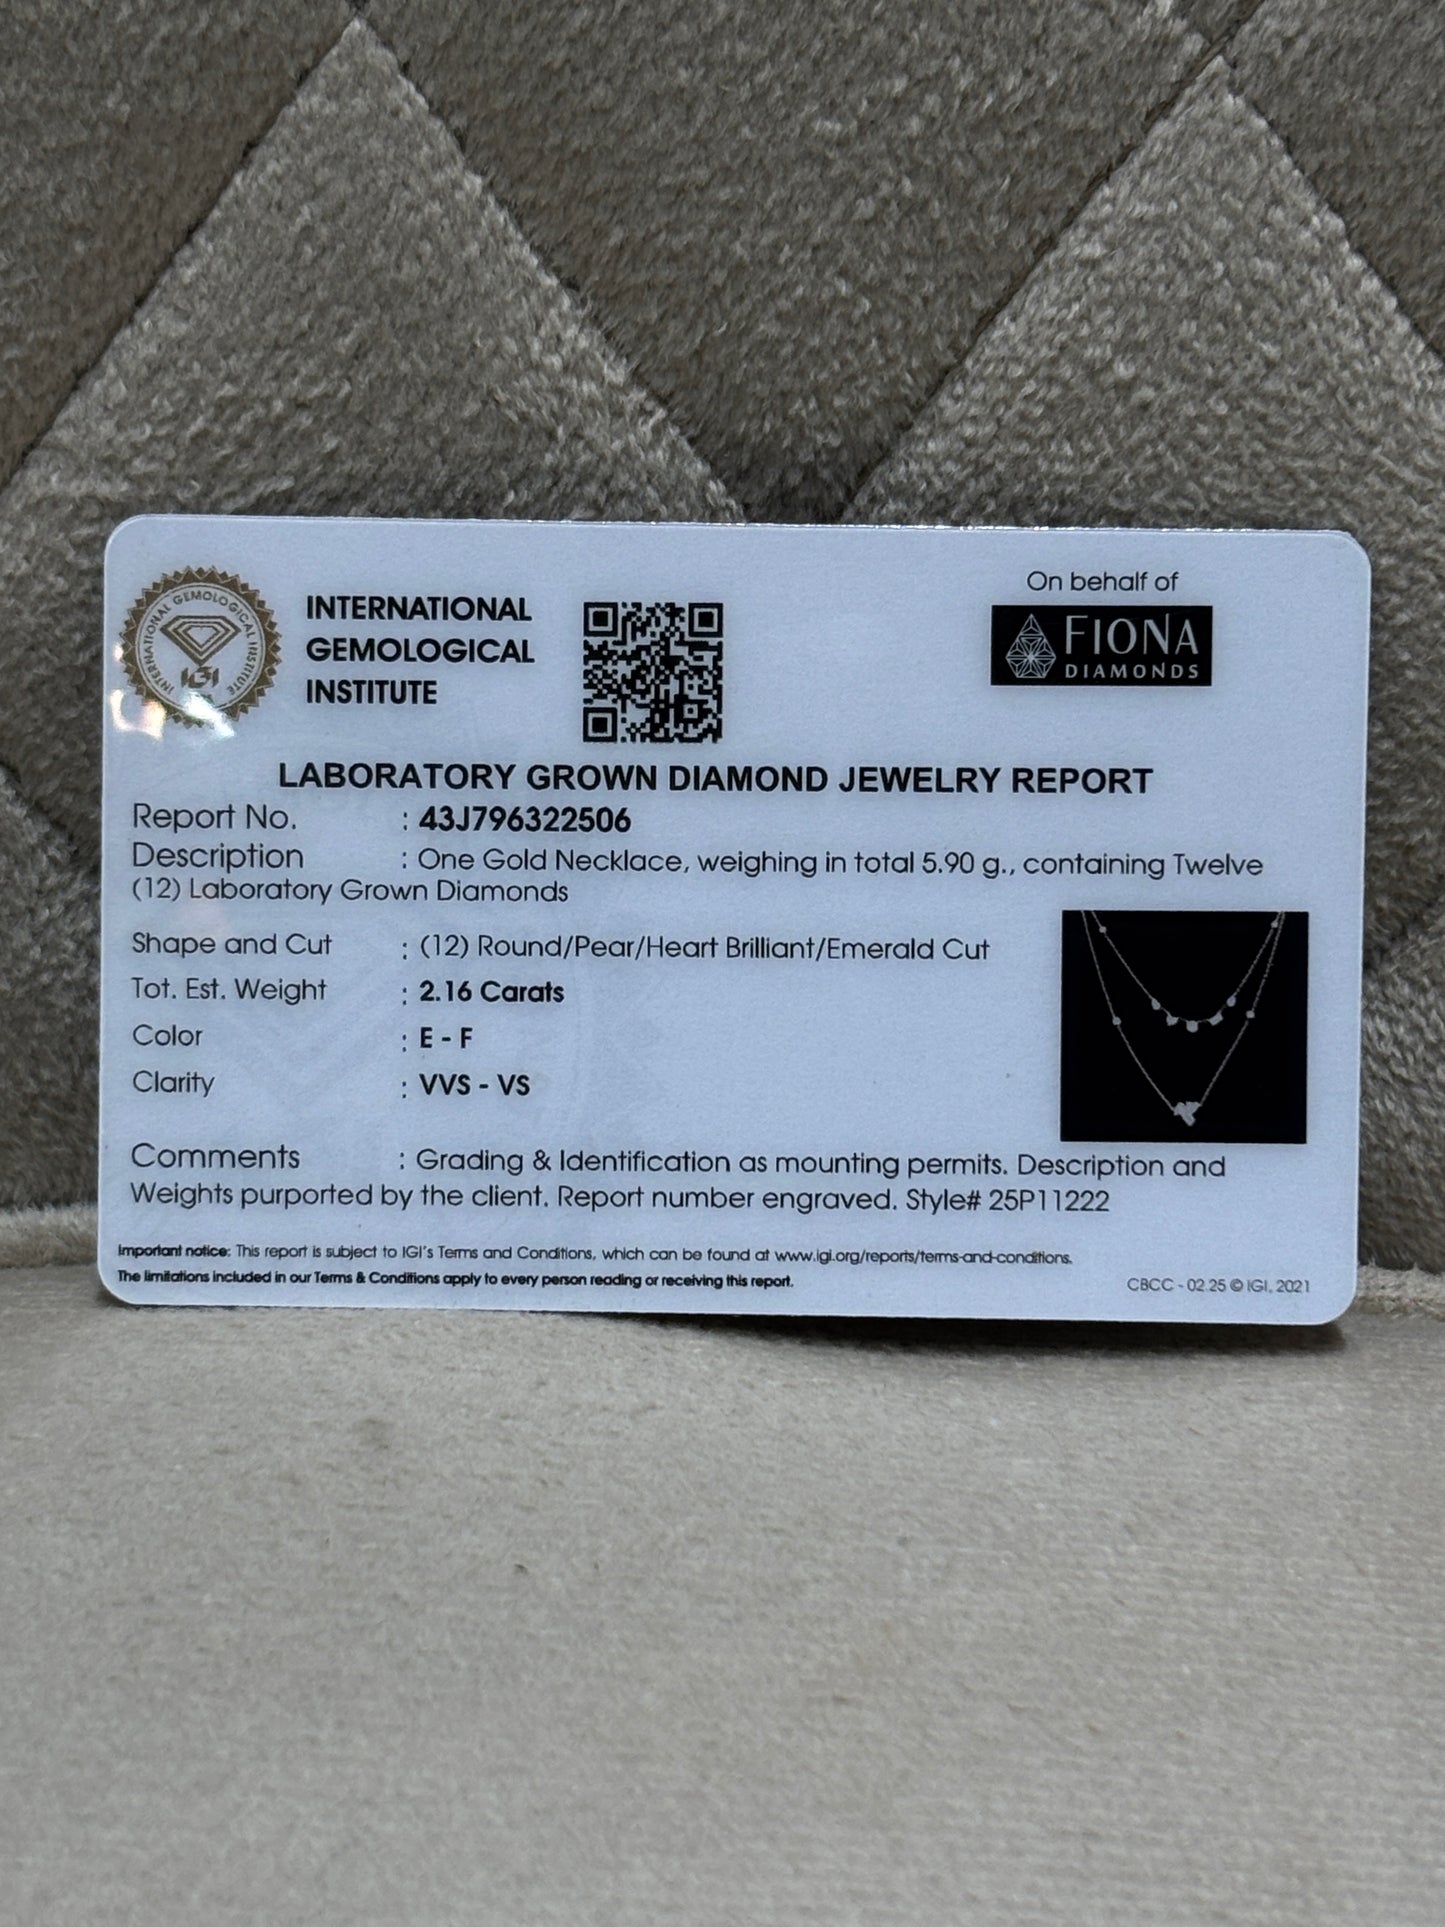 INTERNATIONAL GEMOLOGICAL INSTITUTE
IGI
INTERNATIONAL
GEMOLOGICAL
INSTITUTE
On behalf of
FIONA
DIAMONDS
LABORATORY GROWN DIAMOND JEWELRY REPORT
Report No. : 43J796322506
Description : One Gold Necklace, weighing in total 5.90 g., containing Twelve
(12) Laboratory Grown Diamonds
Shape and Cut : (12) Round/Pear/Heart Brilliant/Emerald Cut
Tot. Est. Weight : 2.16 Carats
Color : E - F
Clarity : VVS - VS
Comments : Grading & Identification as mounting permits. Description and
Weights purported by the client. Report number engraved. Style# 25P11222
Important notice: This report is subject to IGI's Terms and Conditions, which can be found at www.igi.org/reports/terms-and-conditions.
The limitations included in our Terms & Conditions apply to every person reading or receiving this report.
CBCC - 02.25 © IGI, 2021